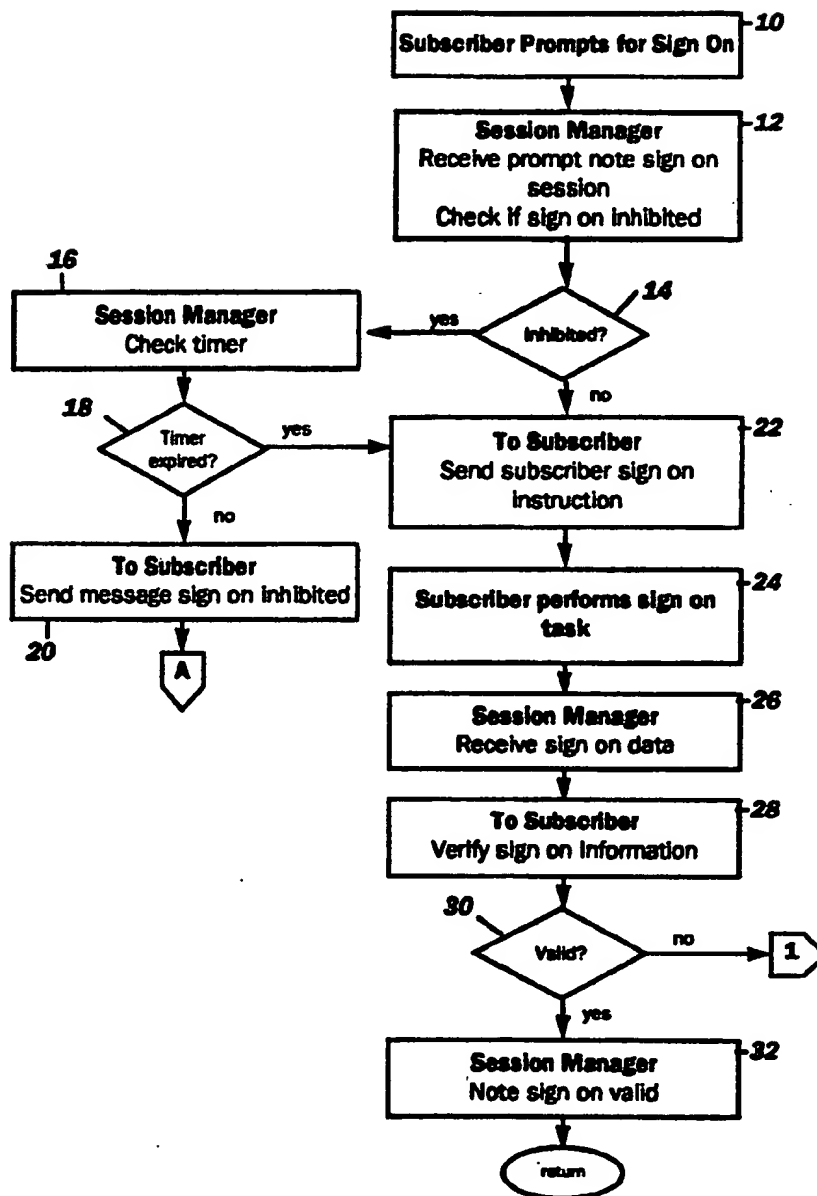 10
Subscriber Prompts for Sign On
12
Session Manager
Receive prompt note sign on
session
Check if sign on inhibited
14
Inhibited?
yes
no
16
Session Manager
Check timer
18
Timer
expired?
yes
no
To Subscriber
Send message sign on inhibited
20
A
22
To Subscriber
Send subscriber sign on
instruction
24
Subscriber performs sign on
task
26
Session Manager
Receive sign on data
28
To Subscriber
Verify sign on information
30
Valid?
no
1
yes
32
Session Manager
Note sign on valid
return